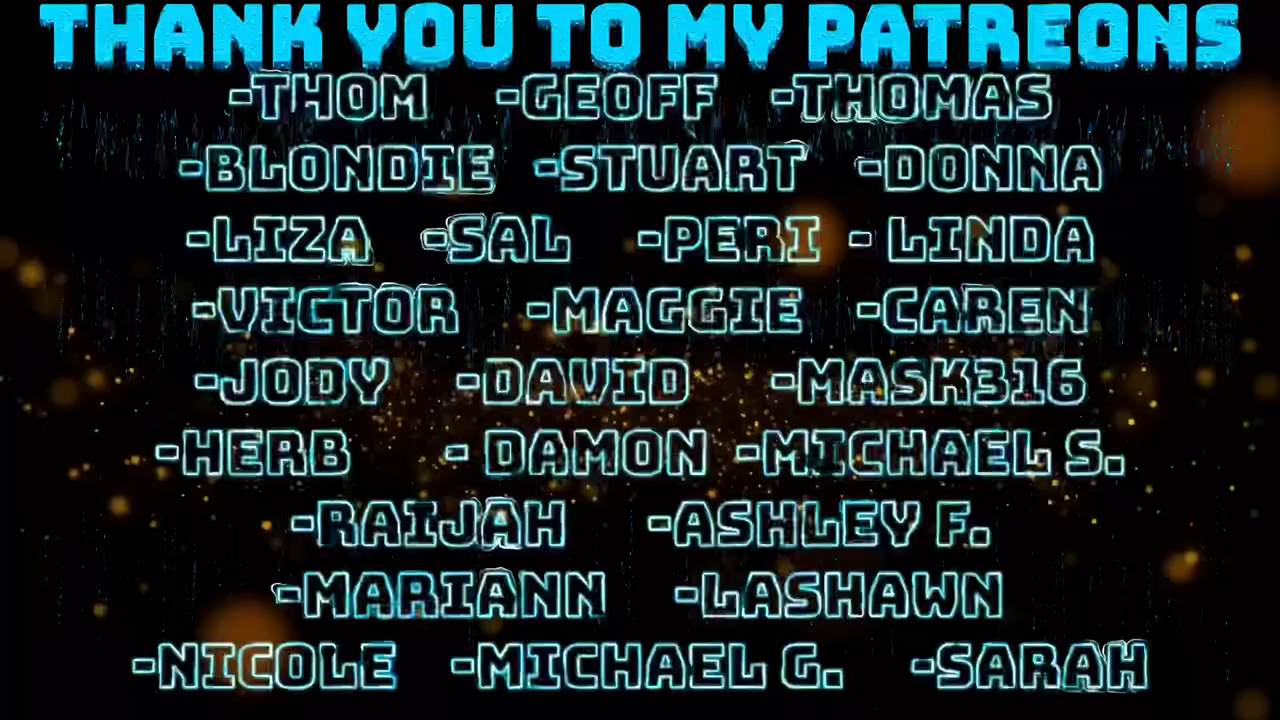 THANK YOU TO MY PATREONS
-THOM -GEOFF -THOMAS
-BLONDIE -STUART -DONNA
-LIZA -SAL -PERI - LINDA
-VICTOR -MAGGIE -CAREN
-JODY -DAVID -MASK316
-HERB - DAMON -MICHAEL S.
-RAIJAH -ASHLEY F.
-MARIANN -LASHAWN
-NICOLE -MICHAEL G. -SARAH